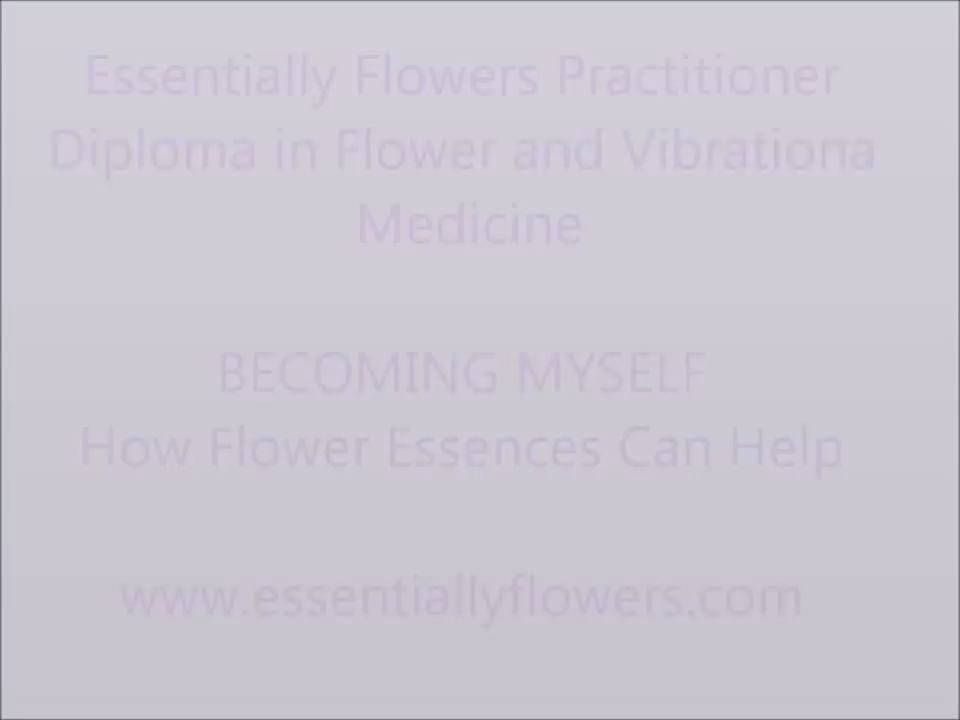 Essentially Flowers Practitioner
Diploma in Flower and Vibrationa
Medicine
BECOMING MYSELF
How Flower Essences Can Help
www.essentiallyflowers.com